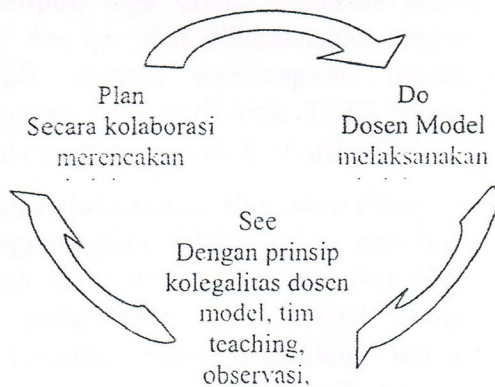 Plan
Secara kolaborasi
merencakan
Do
Dosen Model
melaksanakan
See
Dengan prinsip
kolegalitas dosen
model, tim
teaching,
observasi,